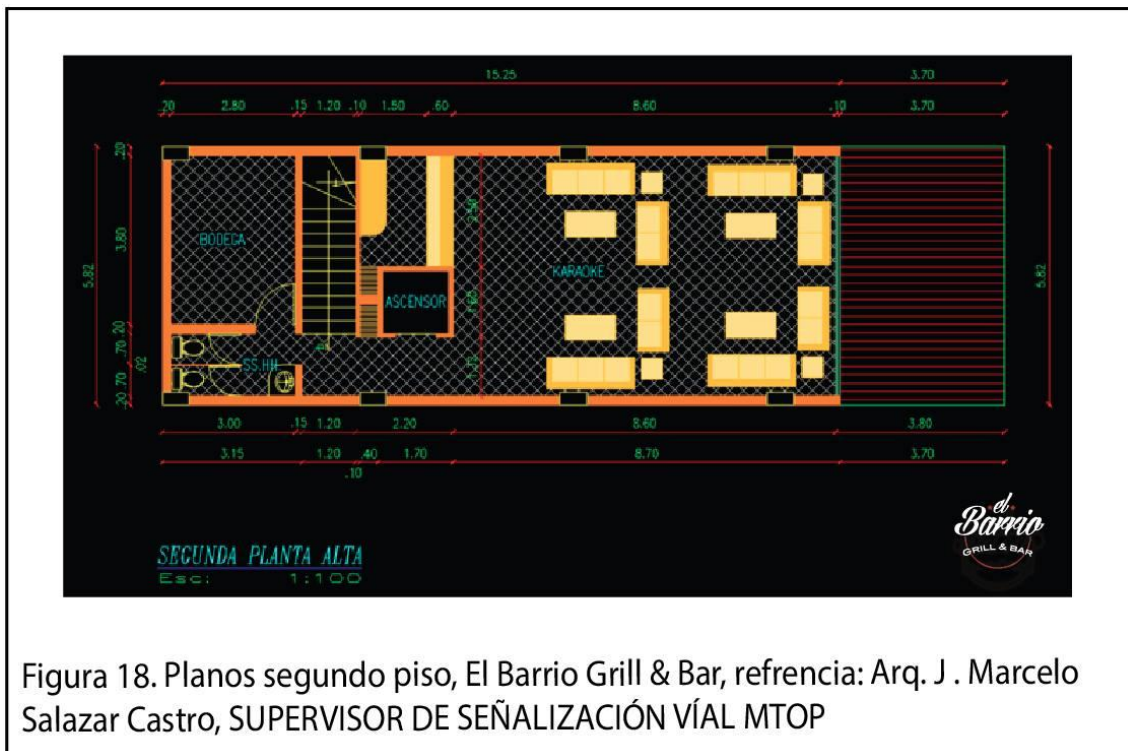 15.25 3.70
.20 2.80 .15 1.20 .10 1.50 .60 8.60 .10 3.70
.20
3.80
5.82
.20
.70
.02
.70
.20
BODEGA
SS.HH
ASCENSOR
2.50
1.60
1.22
KARAOKE
5.82
3.00 .15 1.20 2.20 8.60 3.80
3.15 1.20 .40 1.70 8.70 3.70
.10
SEGUNDA PLANTA ALTA
Esc: 1:100
el
Barrio
GRILL & BAR
Figura 18. Planos segundo piso, El Barrio Grill & Bar, refrencia: Arq. J . Marcelo
Salazar Castro, SUPERVISOR DE SEÑALIZACIÓN VÍAL MTOP